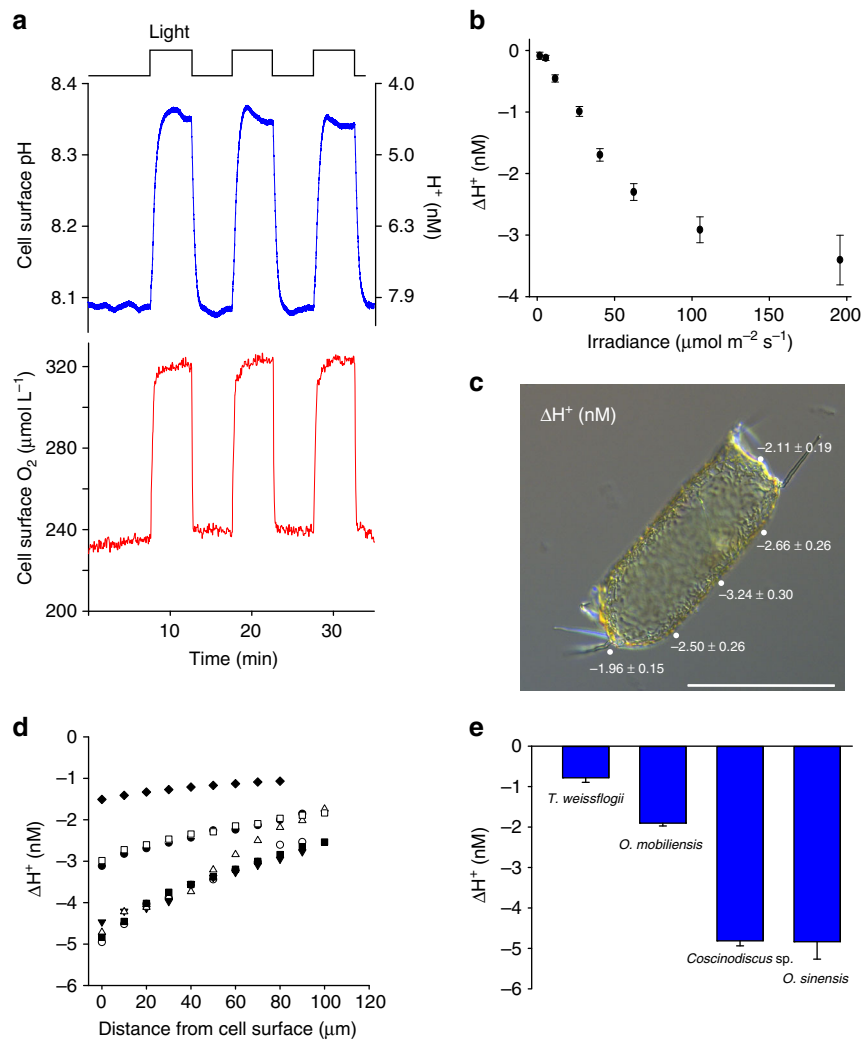 a
Light
8.4
8.3
8.2
8.1
Cell surface pH
4.0
5.0
6.3
7.9
H⁺ (nM)
320
280
240
200
Cell surface O₂ (μmol L⁻¹)
10
20
30
Time (min)
b
0
−1
−2
−3
−4
ΔH⁺ (nM)
0
50
100
150
200
Irradiance (μmol m⁻² s⁻¹)
c
ΔH⁺ (nM)
−2.11 ± 0.19
−2.66 ± 0.26
−3.24 ± 0.30
−2.50 ± 0.26
−1.96 ± 0.15
d
0
−1
−2
−3
−4
−5
−6
ΔH⁺ (nM)
0
20
40
60
80
100
120
Distance from cell surface (μm)
e
0
−1
−2
−3
−4
−5
−6
ΔH⁺ (nM)
T. weissflogii
O. mobiliensis
Coscinodiscus sp.
O. sinensis